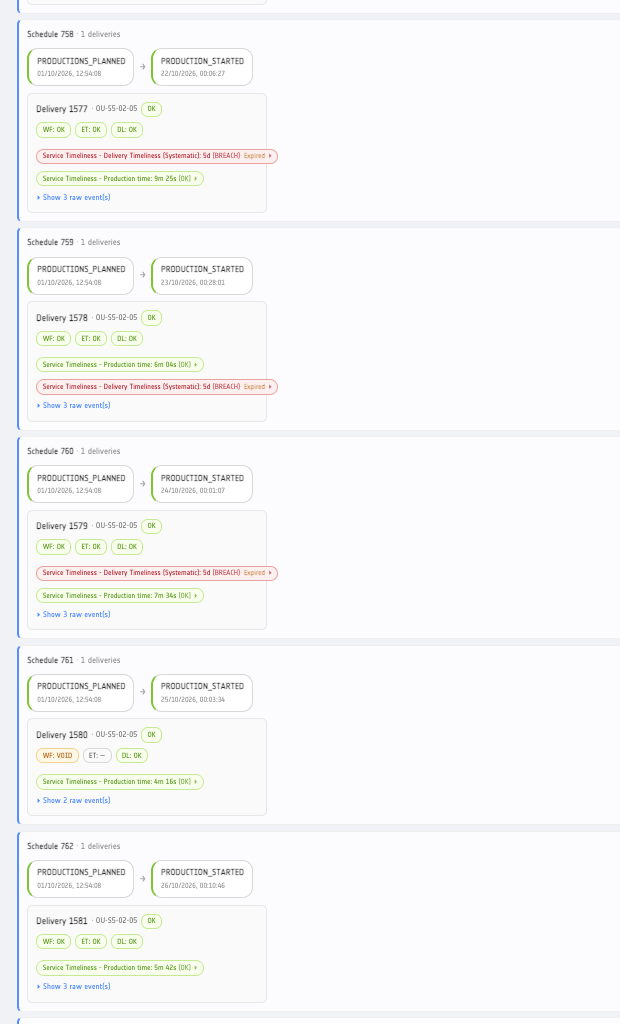 Schedule 758 · 1 deliveries
PRODUCTIONS_PLANNED → PRODUCTION_STARTED
01/10/2026, 12:54:08 22/10/2026, 00:06:27
Delivery 1577 · OU-S5-02-05 OK
WF: OK ET: OK DL: OK
Service Timeliness - Delivery Timeliness (Systematic): 5d (BREACH) Expired ▸
Service Timeliness - Production time: 9m 25s (OK) ▸
▸ Show 3 raw event(s)
Schedule 759 · 1 deliveries
PRODUCTIONS_PLANNED → PRODUCTION_STARTED
01/10/2026, 12:54:08 23/10/2026, 00:28:01
Delivery 1578 · OU-S5-02-05 OK
WF: OK ET: OK DL: OK
Service Timeliness - Production time: 6m 04s (OK) ▸
Service Timeliness - Delivery Timeliness (Systematic): 5d (BREACH) Expired ▸
▸ Show 3 raw event(s)
Schedule 760 · 1 deliveries
PRODUCTIONS_PLANNED → PRODUCTION_STARTED
01/10/2026, 12:54:08 24/10/2026, 00:01:07
Delivery 1579 · OU-S5-02-05 OK
WF: OK ET: OK DL: OK
Service Timeliness - Delivery Timeliness (Systematic): 5d (BREACH) Expired ▸
Service Timeliness - Production time: 7m 34s (OK) ▸
▸ Show 3 raw event(s)
Schedule 761 · 1 deliveries
PRODUCTIONS_PLANNED → PRODUCTION_STARTED
01/10/2026, 12:54:08 25/10/2026, 00:03:34
Delivery 1580 · OU-S5-02-05 OK
WF: VOID ET: — DL: OK
Service Timeliness - Production time: 4m 16s (OK) ▸
▸ Show 2 raw event(s)
Schedule 762 · 1 deliveries
PRODUCTIONS_PLANNED → PRODUCTION_STARTED
01/10/2026, 12:54:08 26/10/2026, 00:10:46
Delivery 1581 · OU-S5-02-05 OK
WF: OK ET: OK DL: OK
Service Timeliness - Production time: 5m 42s (OK) ▸
▸ Show 3 raw event(s)